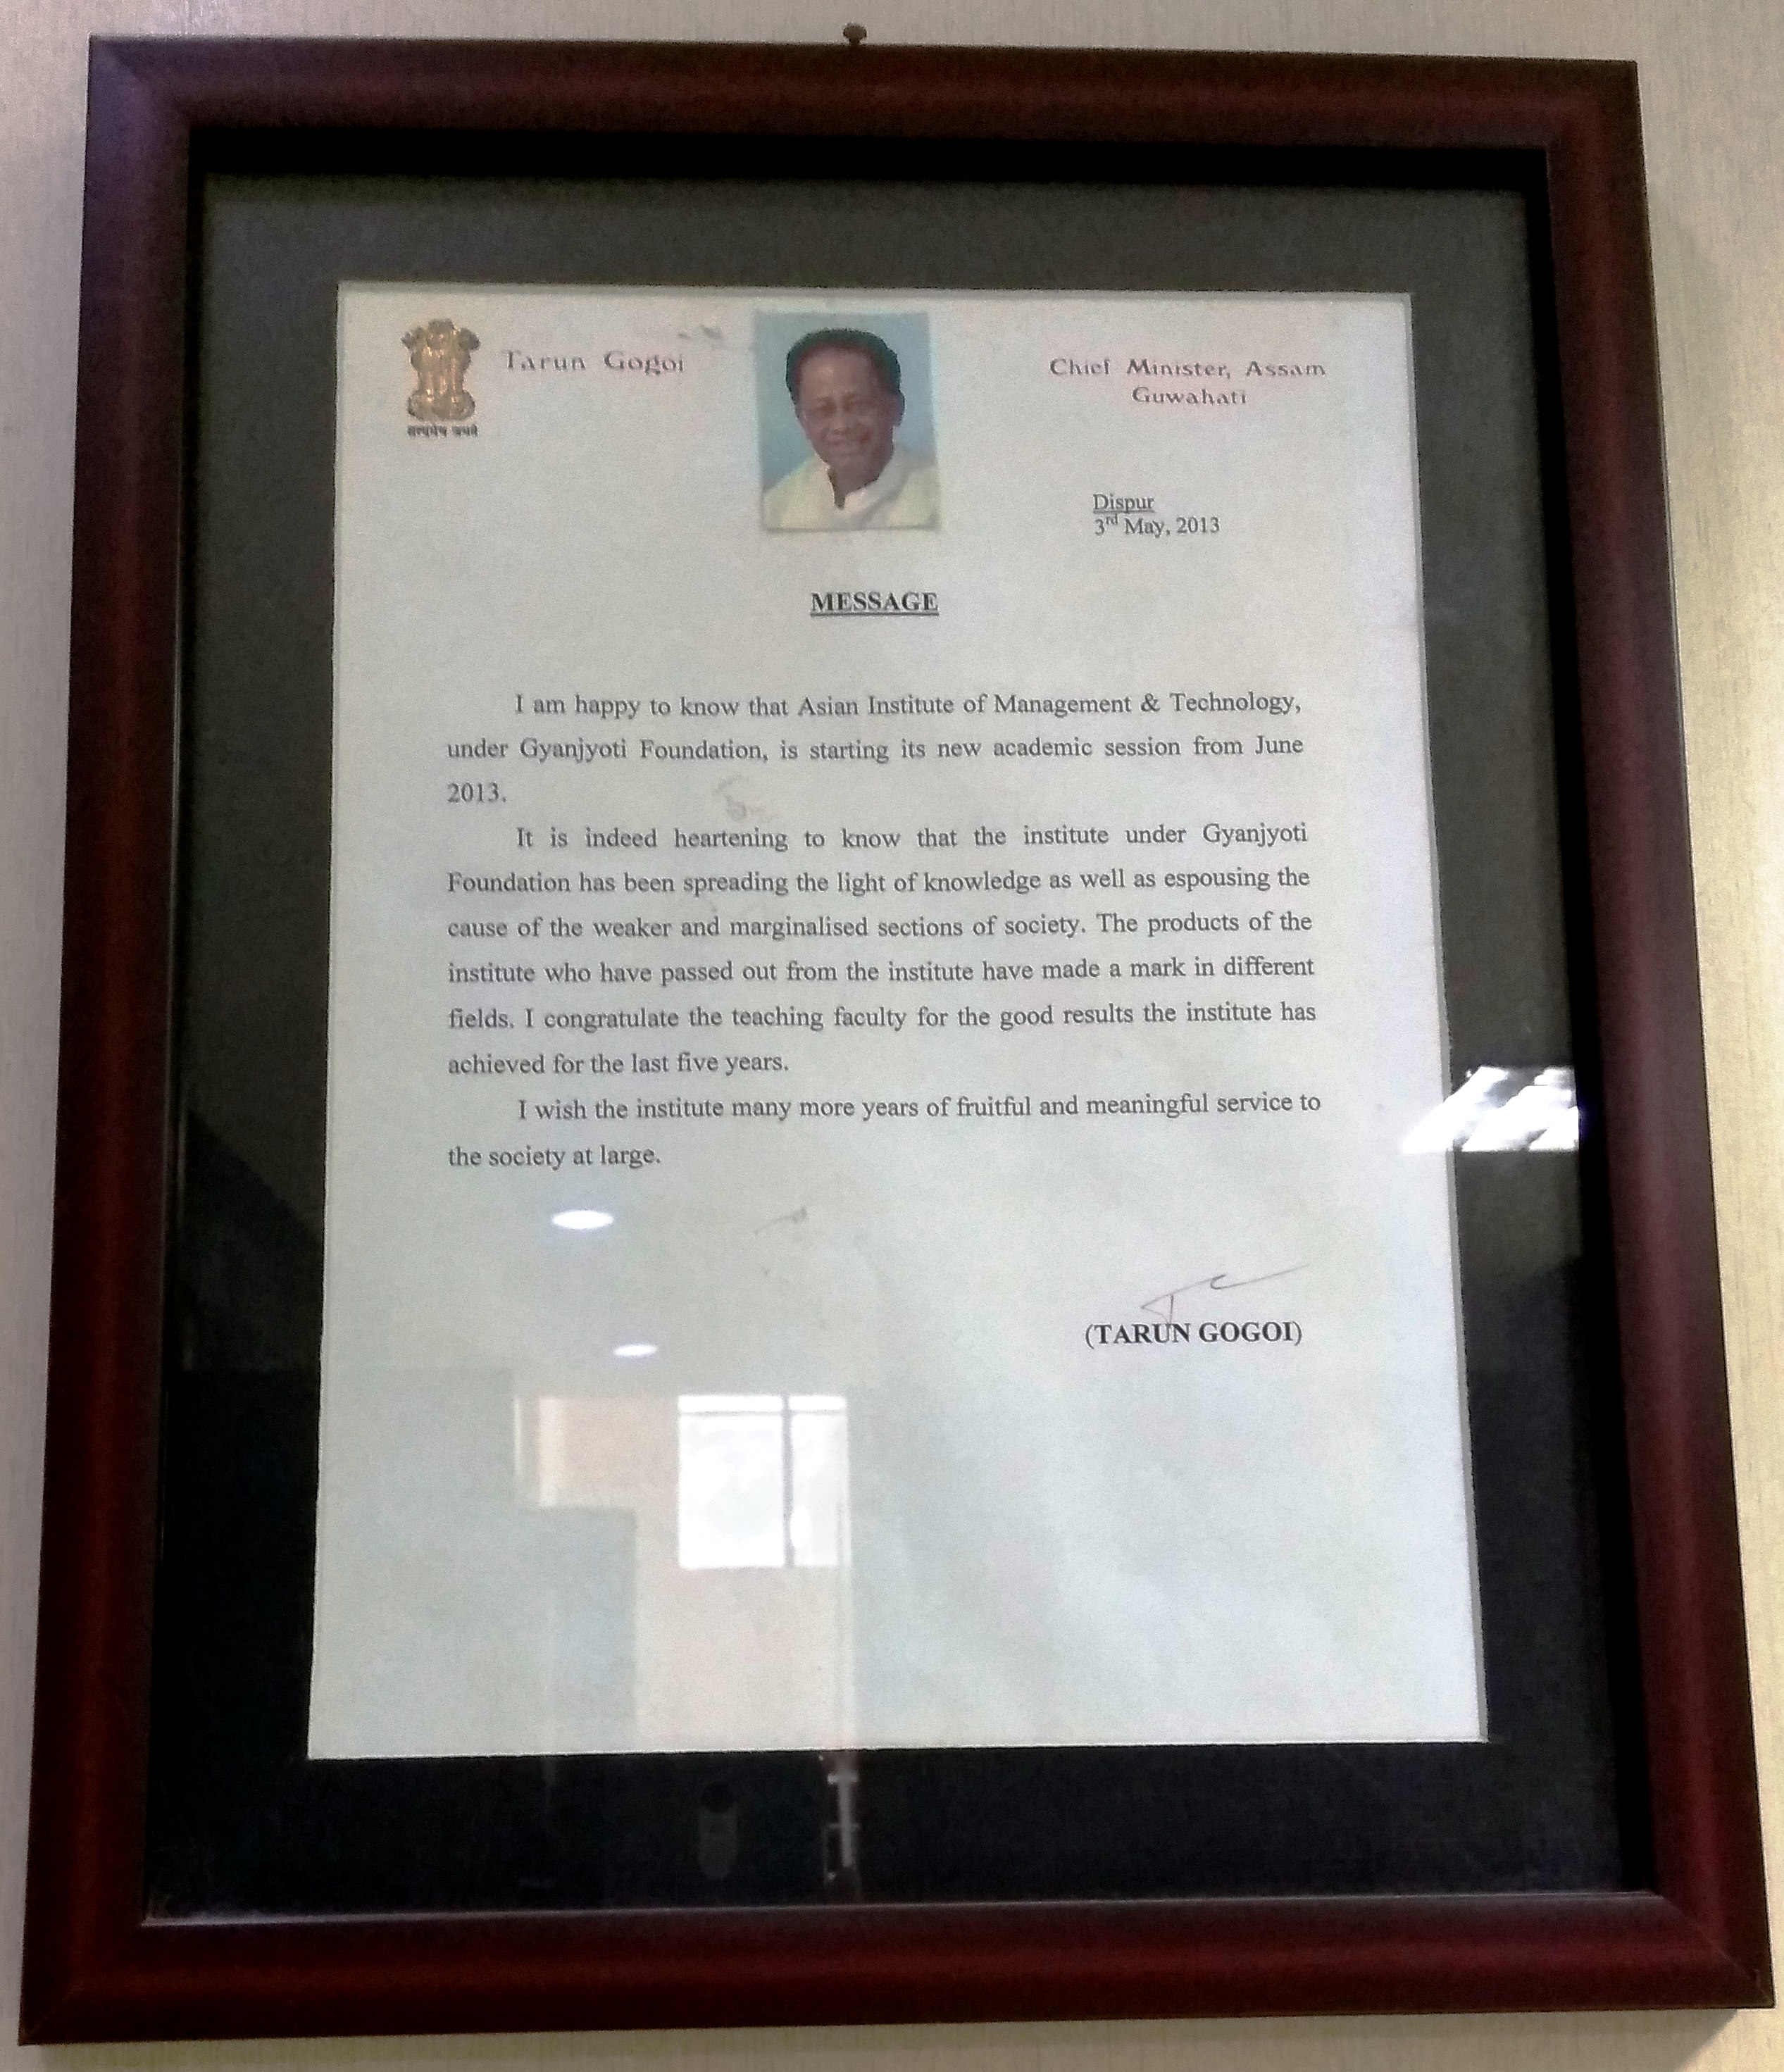 Tarun Gogoi
Chief Minister, Assam
Guwahati
सत्यमेव जयते
Dispur
3rd May, 2013
MESSAGE
I am happy to know that Asian Institute of Management & Technology,
under Gyanjyoti Foundation, is starting its new academic session from June
2013.
It is indeed heartening to know that the institute under Gyanjyoti
Foundation has been spreading the light of knowledge as well as espousing the
cause of the weaker and marginalised sections of society. The products of the
institute who have passed out from the institute have made a mark in different
fields. I congratulate the teaching faculty for the good results the institute has
achieved for the last five years.
I wish the institute many more years of fruitful and meaningful service to
the society at large.
(TARUN GOGOI)